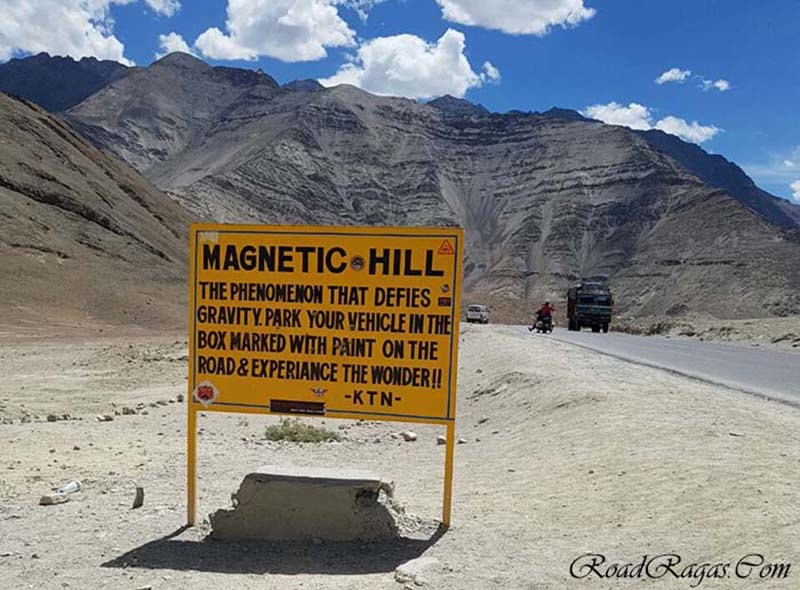 MAGNETIC HILL
THE PHENOMENON THAT DEFIES
GRAVITY. PARK YOUR VEHICLE IN THE
BOX MARKED WITH PAINT ON THE
ROAD & EXPERIANCE THE WONDER!!
-KTN-
RoadRagas.Com